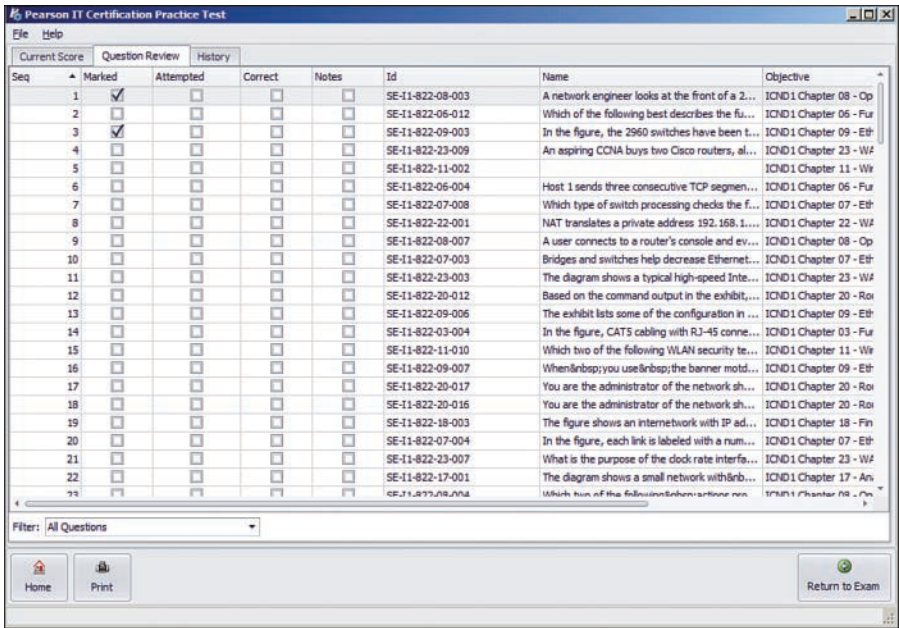 Pearson IT Certification Practice Test
File Help
Current Score Question Review History
Seq Marked Attempted Correct Notes Id Name Objective
1 SE-I1-822-08-003 A network engineer looks at the front of a 2... ICND1 Chapter 08 - Op
2 SE-I1-822-06-012 Which of the following best describes the fu... ICND1 Chapter 06 - Fur
3 SE-I1-822-09-003 In the figure, the 2960 switches have been t... ICND1 Chapter 09 - Eth
4 SE-I1-822-23-009 An aspiring CCNA buys two Cisco routers, al... ICND1 Chapter 23 - WA
5 SE-I1-822-11-002 ICND1 Chapter 11 - Wir
6 SE-I1-822-06-004 Host 1 sends three consecutive TCP segmen... ICND1 Chapter 06 - Fur
7 SE-I1-822-07-008 Which type of switch processing checks the f... ICND1 Chapter 07 - Eth
8 SE-I1-822-22-001 NAT translates a private address 192.168.1.... ICND1 Chapter 22 - WA
9 SE-I1-822-08-007 A user connects to a router's console and ev... ICND1 Chapter 08 - Op
10 SE-I1-822-07-003 Bridges and switches help decrease Ethernet... ICND1 Chapter 07 - Eth
11 SE-I1-822-23-003 The diagram shows a typical high-speed Inte... ICND1 Chapter 23 - WA
12 SE-I1-822-20-012 Based on the command output in the exhibit,... ICND1 Chapter 20 - Rou
13 SE-I1-822-09-006 The exhibit lists some of the configuration in ... ICND1 Chapter 09 - Eth
14 SE-I1-822-03-004 In the figure, CAT5 cabling with RJ-45 conne... ICND1 Chapter 03 - Fur
15 SE-I1-822-11-010 Which two of the following WLAN security te... ICND1 Chapter 11 - Wir
16 SE-I1-822-09-007 When&nbsp;you use&nbsp;the banner motd... ICND1 Chapter 09 - Eth
17 SE-I1-822-20-017 You are the administrator of the network sh... ICND1 Chapter 20 - Rou
18 SE-I1-822-20-016 You are the administrator of the network sh... ICND1 Chapter 20 - Rou
19 SE-I1-822-18-003 The figure shows an internetwork with IP ad... ICND1 Chapter 18 - Fin
20 SE-I1-822-07-004 In the figure, each link is labeled with a num... ICND1 Chapter 07 - Eth
21 SE-I1-822-23-007 What is the purpose of the clock rate interfa... ICND1 Chapter 23 - WA
22 SE-I1-822-17-001 The diagram shows a small network with&nb... ICND1 Chapter 17 - An
23 SE-I1-822-08-004 Which two of the following&nbsp;actions pro... ICND1 Chapter 08 - Op
Filter: All Questions
Home Print Return to Exam